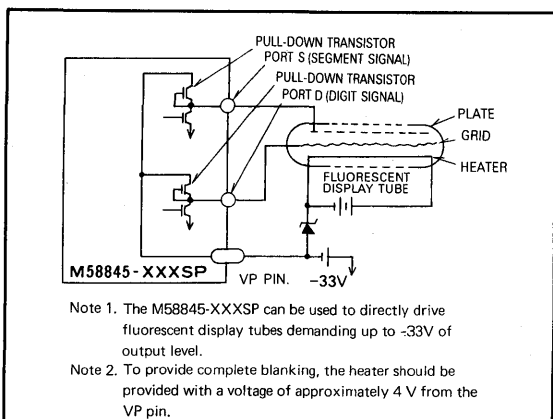 PULL-DOWN TRANSISTOR
PORT S (SEGMENT SIGNAL)
PULL-DOWN TRANSISTOR
PORT D (DIGIT SIGNAL)
PLATE
GRID
HEATER
FLUORESCENT
DISPLAY TUBE
M58845-XXXSP
VP PIN.
-33V
Note 1. The M58845-XXXSP can be used to directly drive
fluorescent display tubes demanding up to -33V of
output level.
Note 2. To provide complete blanking, the heater should be
provided with a voltage of approximately 4 V from the
VP pin.